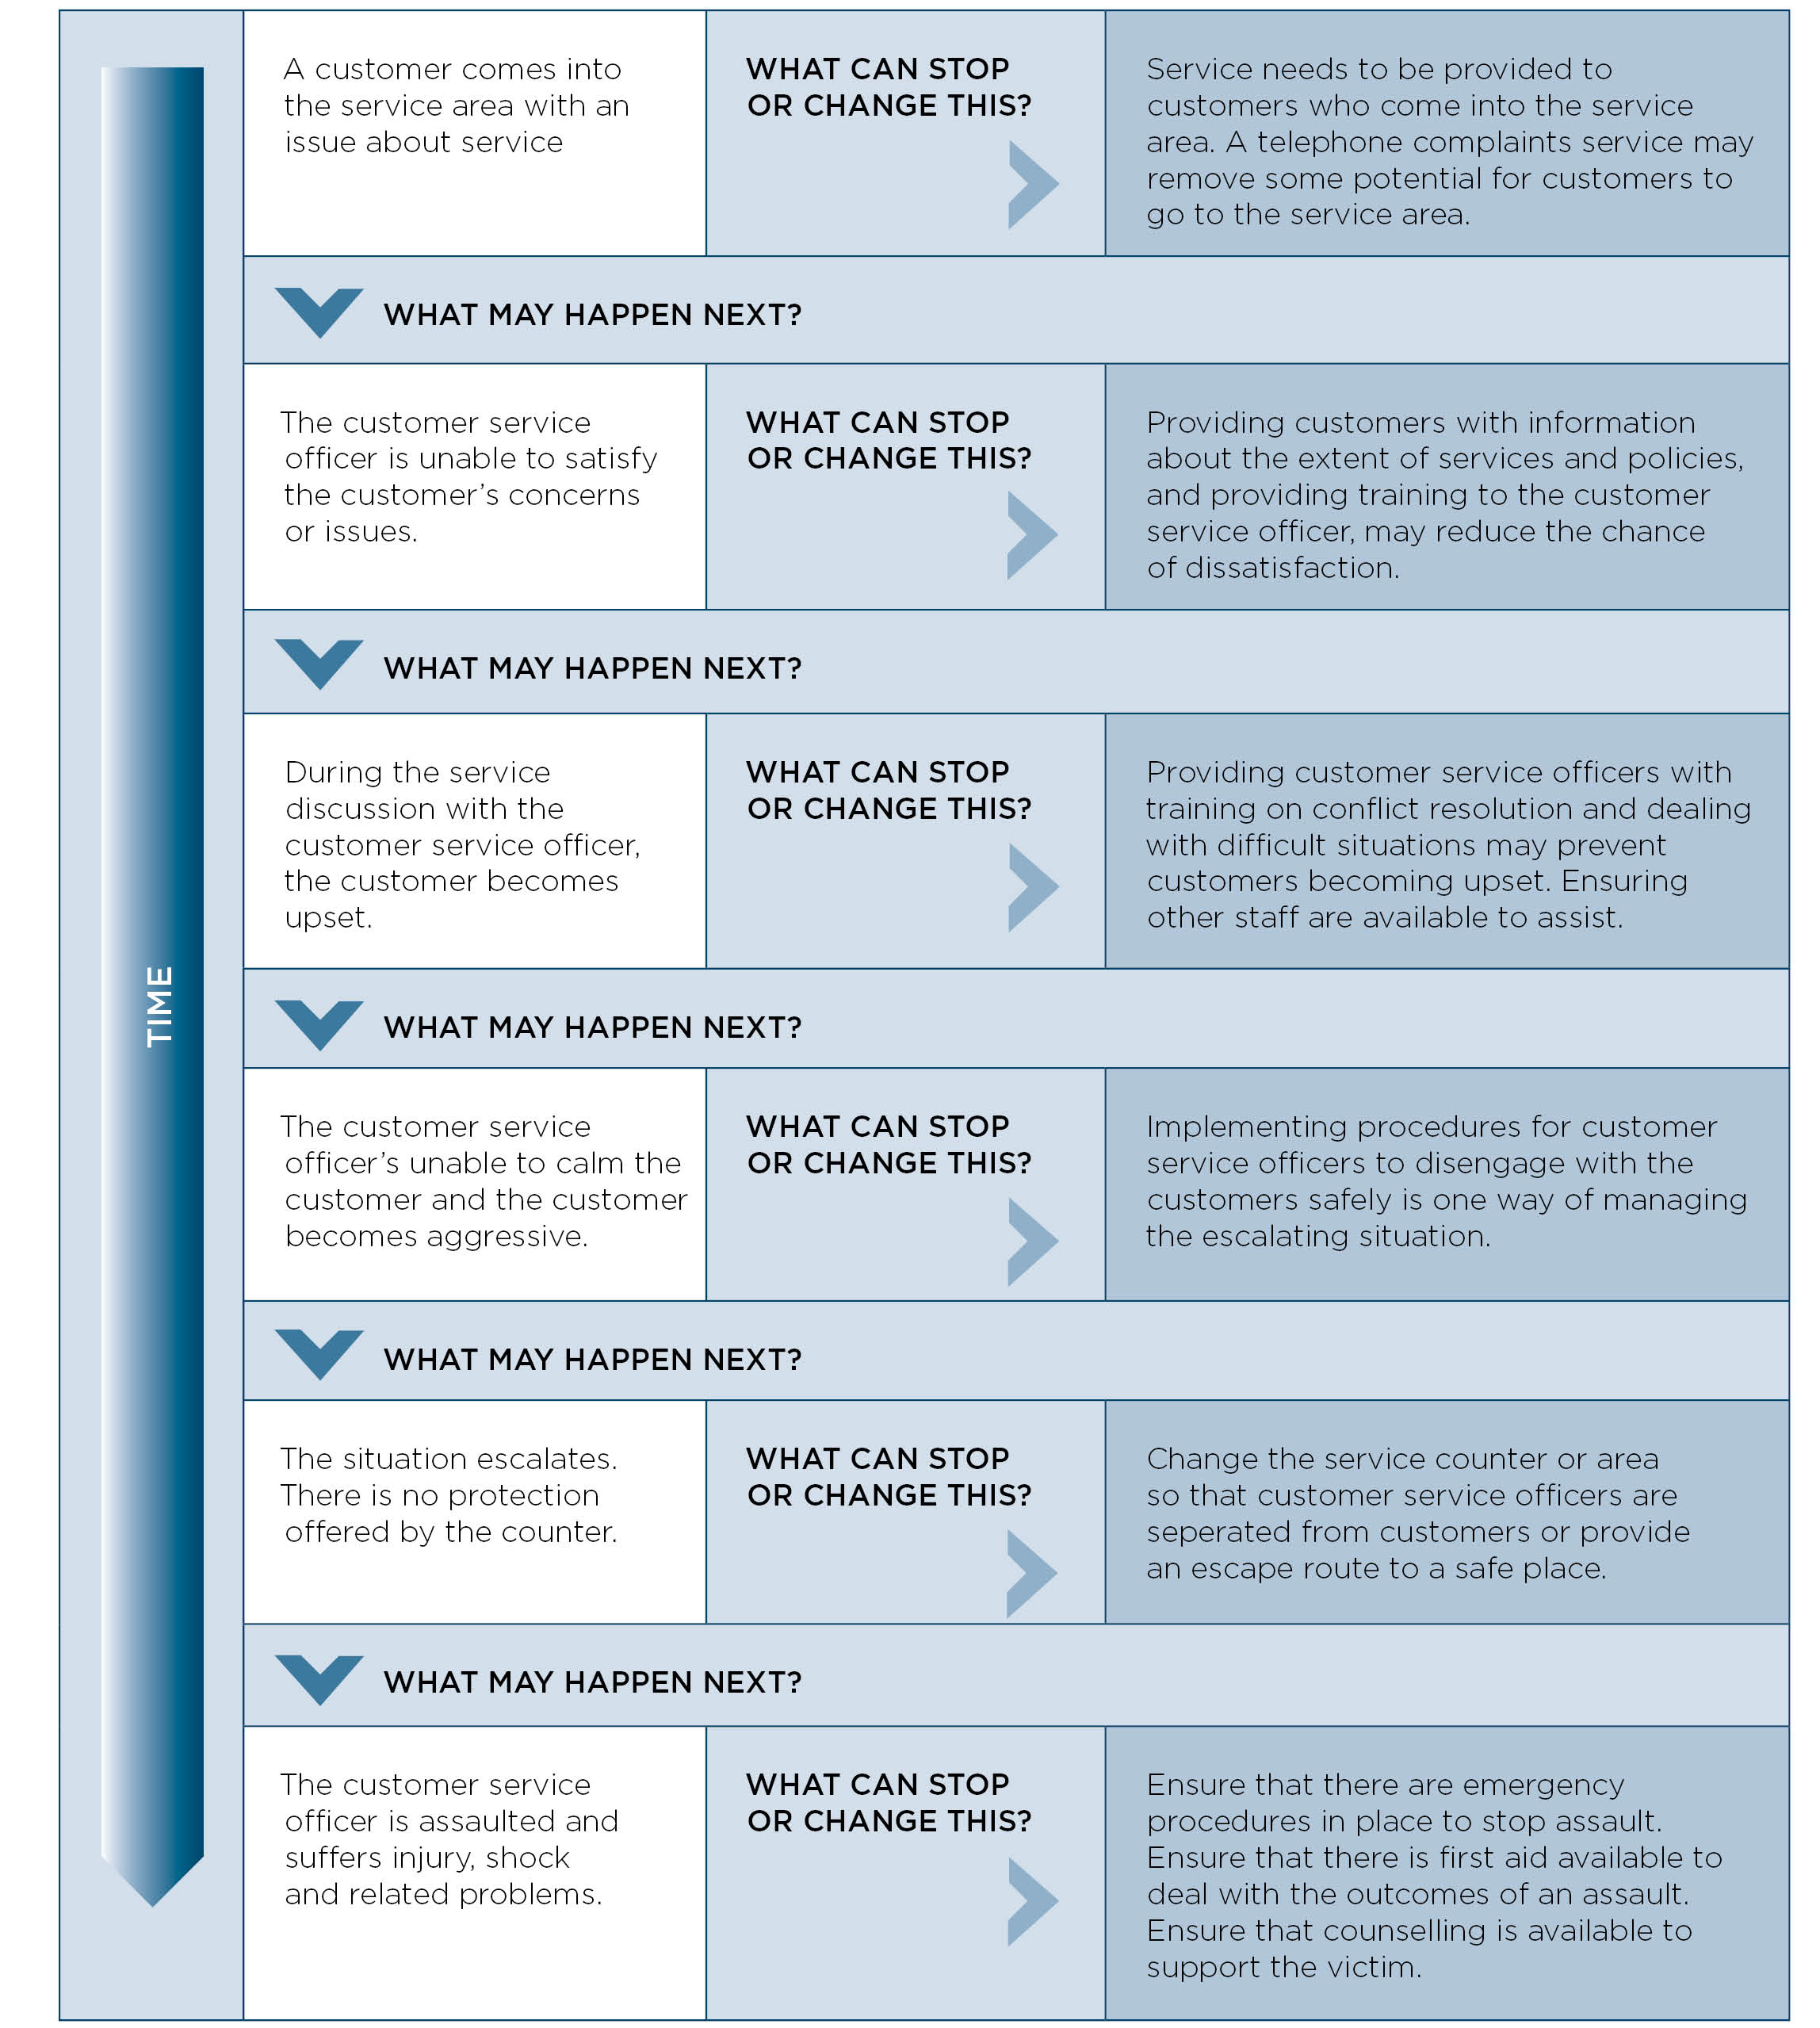 A customer comes into
the service area with an
issue about service
WHAT CAN STOP
OR CHANGE THIS?
Service needs to be provided to
customers who come into the service
area. A telephone complaints service may
remove some potential for customers to
go to the service area.
WHAT MAY HAPPEN NEXT?
The customer service
officer is unable to satisfy
the customer’s concerns
or issues.
WHAT CAN STOP
OR CHANGE THIS?
Providing customers with information
about the extent of services and policies,
and providing training to the customer
service officer, may reduce the chance
of dissatisfaction.
WHAT MAY HAPPEN NEXT?
During the service
discussion with the
customer service officer,
the customer becomes
upset.
WHAT CAN STOP
OR CHANGE THIS?
Providing customer service officers with
training on conflict resolution and dealing
with difficult situations may prevent
customers becoming upset. Ensuring
other staff are available to assist.
TIME
WHAT MAY HAPPEN NEXT?
The customer service
officer’s unable to calm the
customer and the customer
becomes aggressive.
WHAT CAN STOP
OR CHANGE THIS?
Implementing procedures for customer
service officers to disengage with the
customers safely is one way of managing
the escalating situation.
WHAT MAY HAPPEN NEXT?
The situation escalates.
There is no protection
offered by the counter.
WHAT CAN STOP
OR CHANGE THIS?
Change the service counter or area
so that customer service officers are
seperated from customers or provide
an escape route to a safe place.
WHAT MAY HAPPEN NEXT?
The customer service
officer is assaulted and
suffers injury, shock
and related problems.
WHAT CAN STOP
OR CHANGE THIS?
Ensure that there are emergency
procedures in place to stop assault.
Ensure that there is first aid available to
deal with the outcomes of an assault.
Ensure that counselling is available to
support the victim.